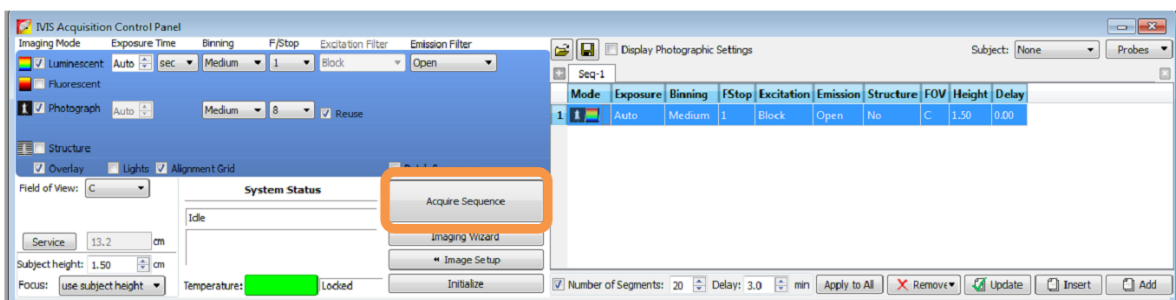 IVIS Acquisition Control Panel
Imaging Mode Exposure Time Binning F/Stop Excitation Filter Emission Filter
Luminescent Auto sec Medium 1 Block Open
Fluorescent
Photograph Auto Medium 8 Reuse
Structure
Overlay Lights Alignment Grid
Field of View: C
System Status
Idle
Service 13.2 cm
Subject height: 1.50 cm
Focus: use subject height
Temperature: Locked
Acquire Sequence
Imaging Wizard
Image Setup
Initialize
Display Photographic Settings Subject: None Probes
Seq-1
Mode Exposure Binning FStop Excitation Emission Structure FOV Height Delay
1 Auto Medium 1 Block Open No C 1.50 0.00
Number of Segments: 20 Delay: 3.0 min Apply to All Remove Update Insert Add